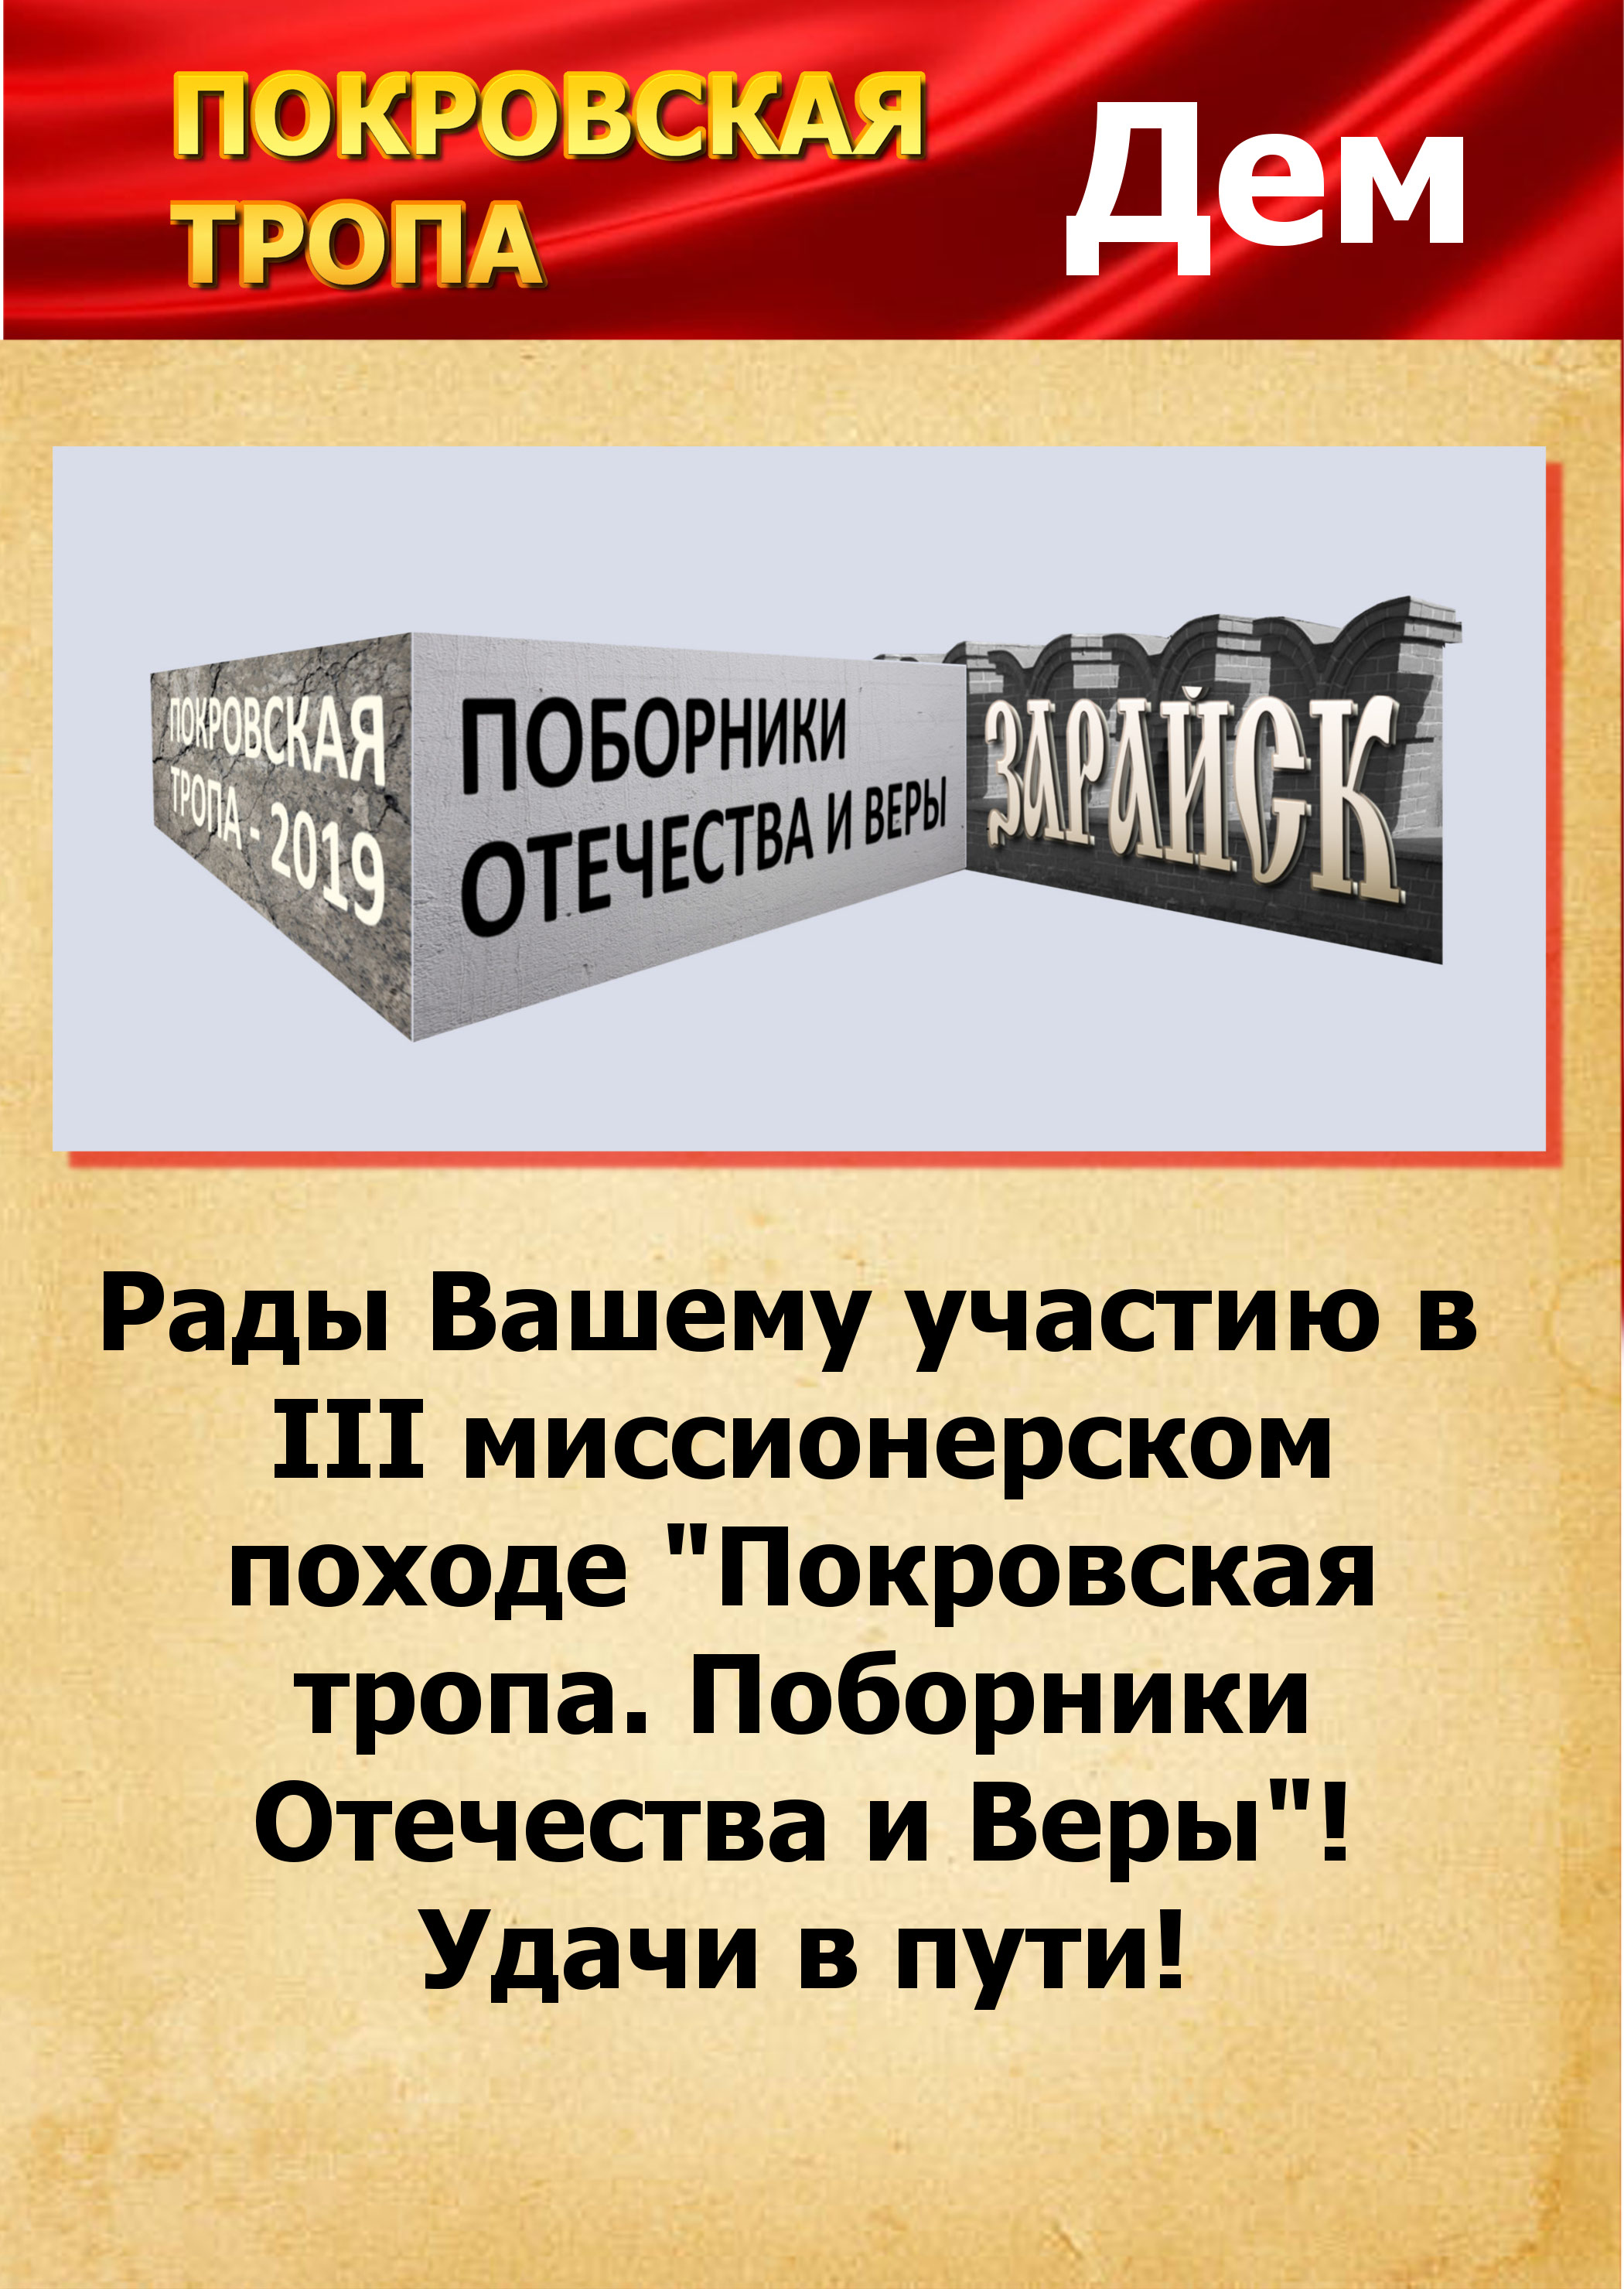 ПОКРОВСКАЯ
ТРОПА
Дем
ПОКРОВСКАЯ
ТРОПА - 2019
ПОБОРНИКИ
ОТЕЧЕСТВА И ВЕРЫ
ЗАРАЙСК
Рады Вашему участию в
III миссионерском
походе "Покровская
тропа. Поборники
Отечества и Веры"!
Удачи в пути!